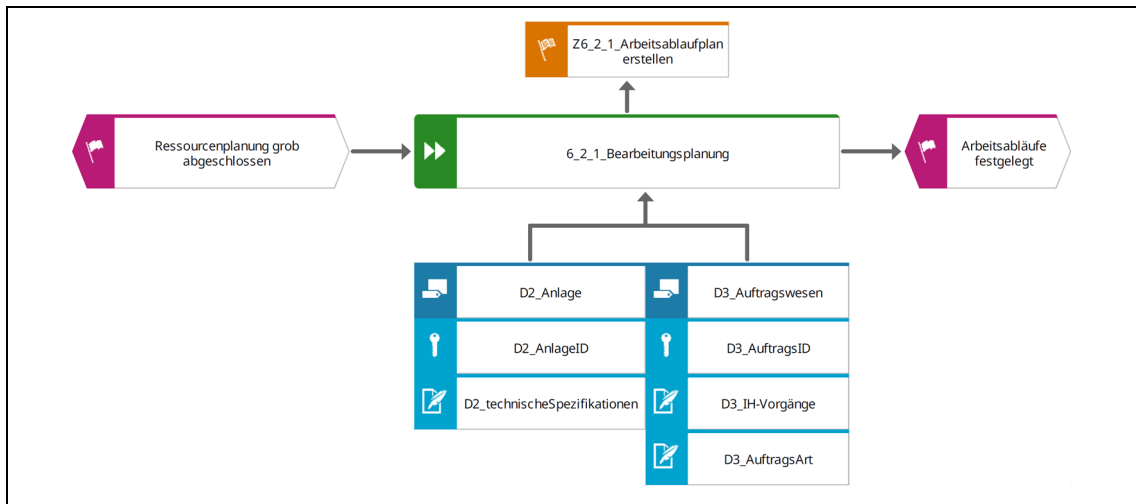 Z6_2_1_Arbeitsablaufplan
erstellen
Ressourcenplanung grob
abgeschlossen
6_2_1_Bearbeitungsplanung
Arbeitsabläufe
festgelegt
D2_Anlage
D3_Auftragswesen
D2_AnlageID
D3_AuftragsID
D2_technischeSpezifikationen
D3_IH-Vorgänge
D3_AuftragsArt